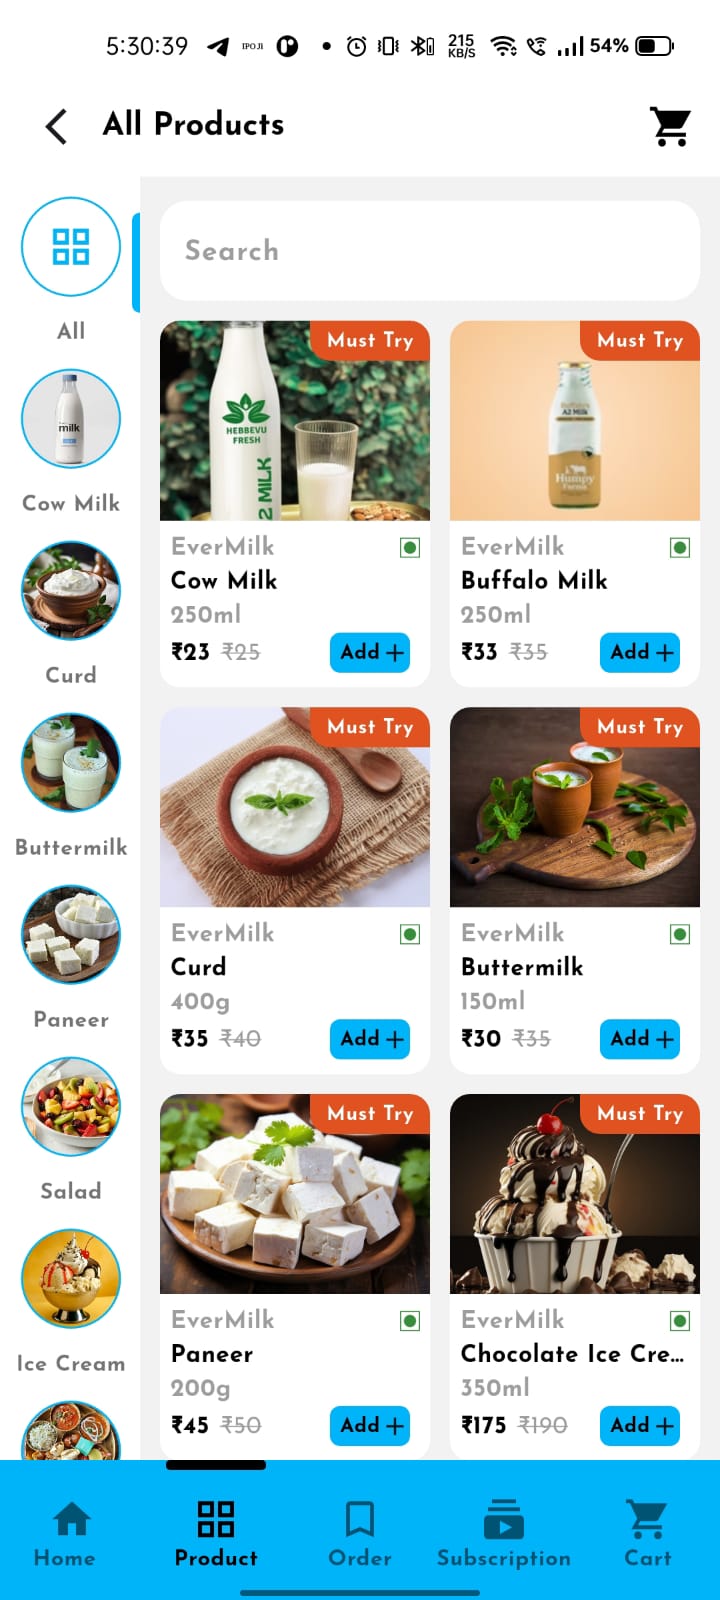 5:30:39 IPOJI 215 KB/S 54%
All Products
Search
All
Cow Milk
Curd
Buttermilk
Paneer
Salad
Ice Cream
milk
Must Try
HEBBEVU
FRESH
2 MILK
EverMilk
Cow Milk
250ml
₹23 ₹25 Add +
Must Try
A2 Milk
Humpy
Farms
EverMilk
Buffalo Milk
250ml
₹33 ₹35 Add +
Must Try
EverMilk
Curd
400g
₹35 ₹40 Add +
Must Try
EverMilk
Buttermilk
150ml
₹30 ₹35 Add +
Must Try
EverMilk
Paneer
200g
₹45 ₹50 Add +
Must Try
EverMilk
Chocolate Ice Cre...
350ml
₹175 ₹190 Add +
Home Product Order Subscription Cart